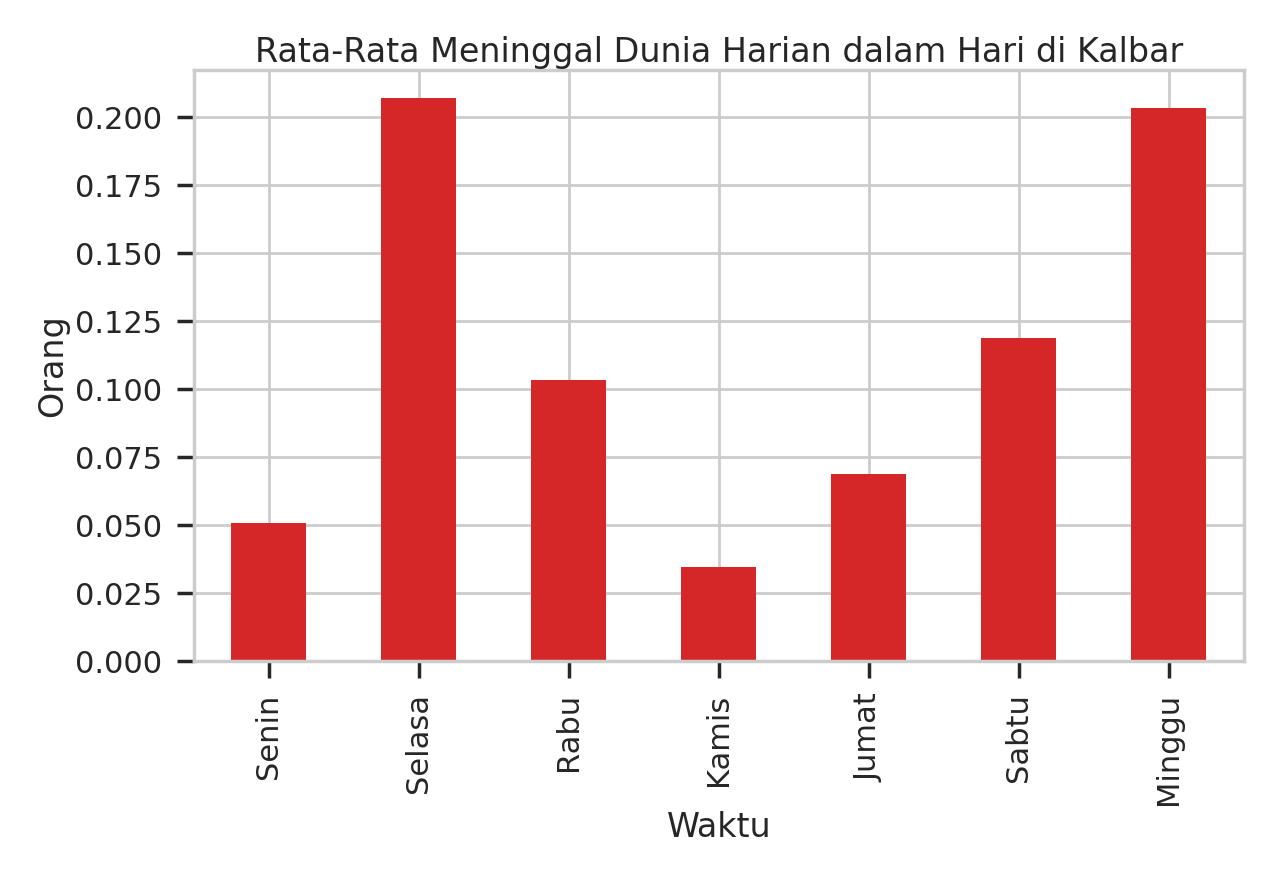 Rata-Rata Meninggal Dunia Harian dalam Hari di Kalbar
0.200
0.175
0.150
0.125
0.100
0.075
0.050
0.025
0.000
Orang
Senin
Selasa
Rabu
Kamis
Jumat
Sabtu
Minggu
Waktu